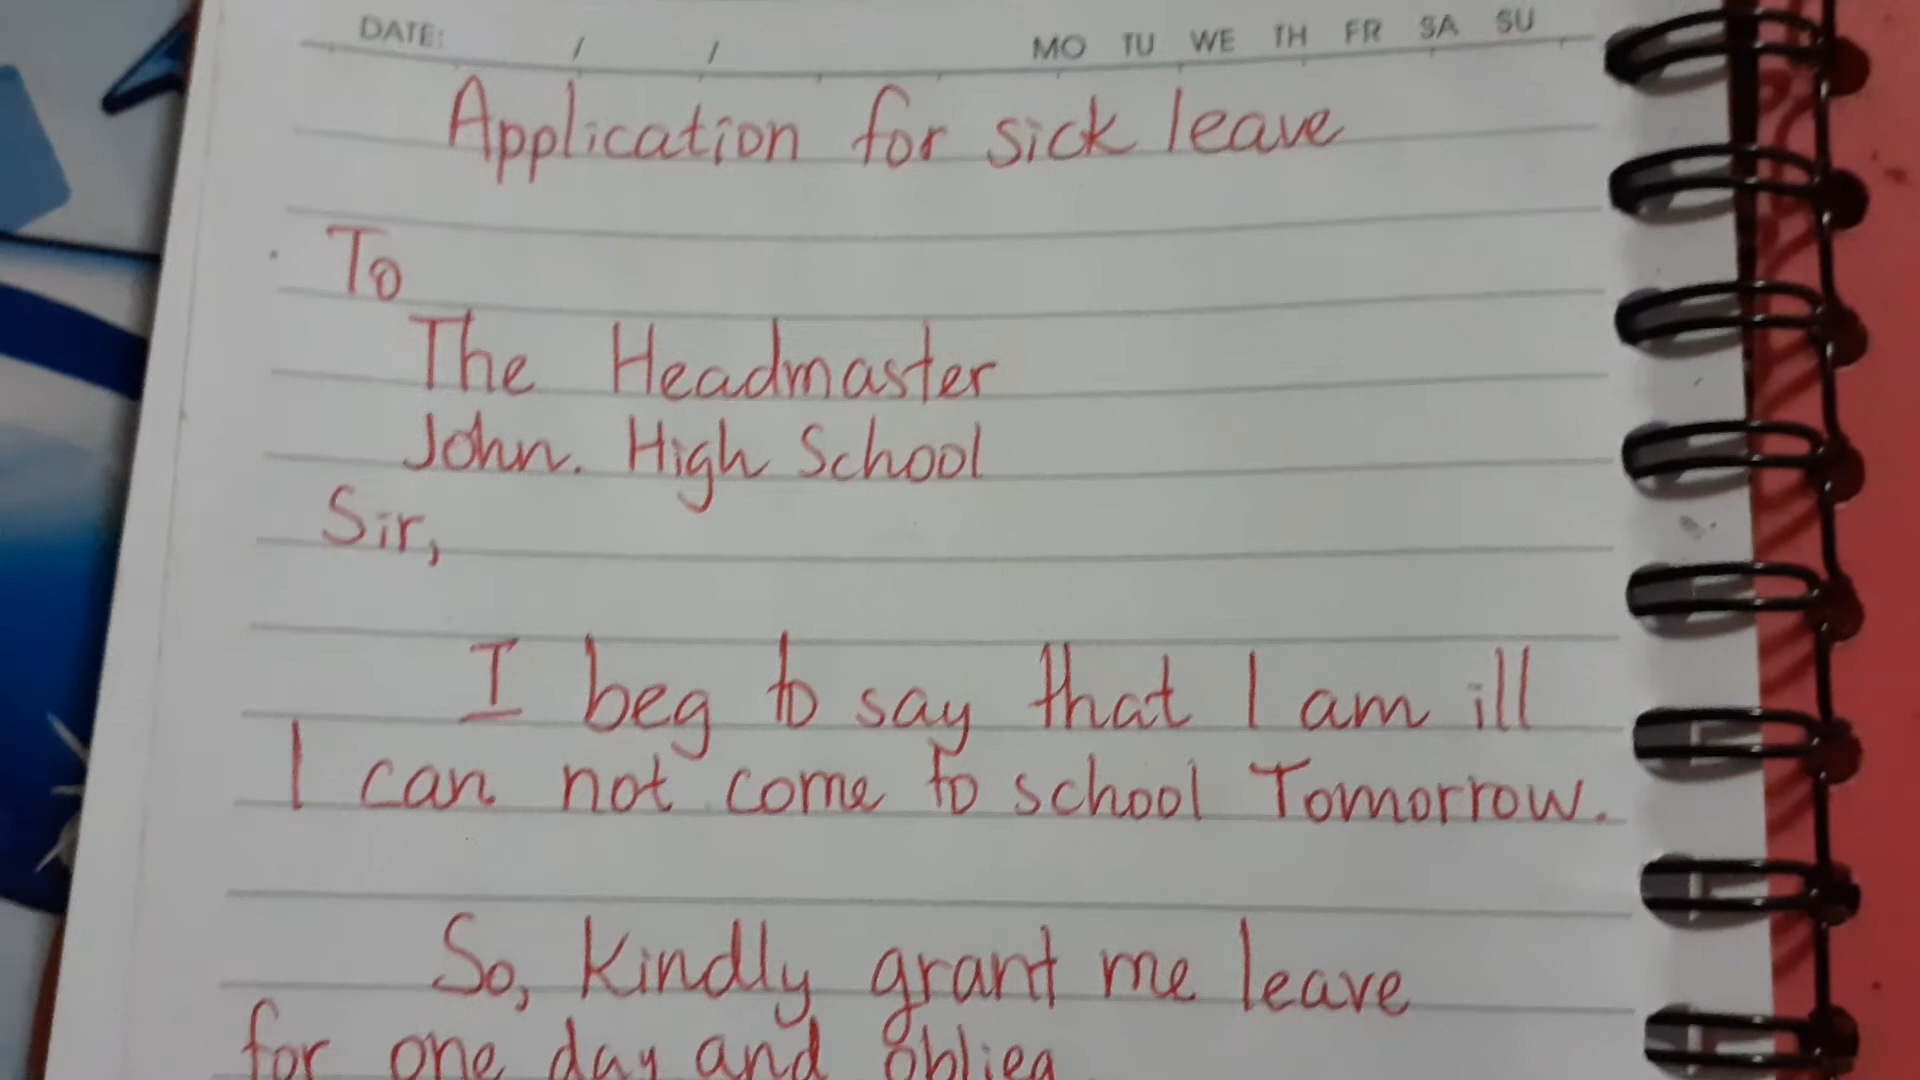 DATE: / / MO TU WE TH FR SA SU
Application for sick leave
To
The Headmaster
John. High School
Sir,
I beg to say that I am ill
I can not come to school Tomorrow.
So, Kindly grant me leave
for one day and obliea